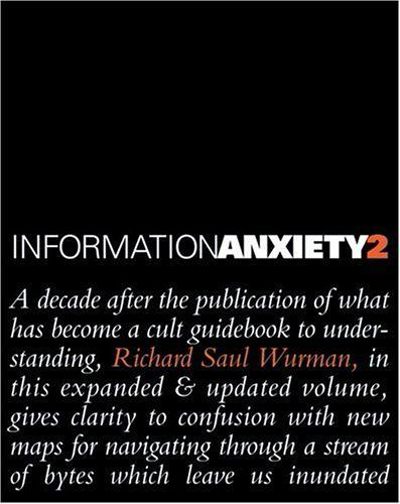 INFORMATIONANXIETY2
A decade after the publication of what
has become a cult guidebook to under-
standing, Richard Saul Wurman, in
this expanded & updated volume,
gives clarity to confusion with new
maps for navigating through a stream
of bytes which leave us inundated